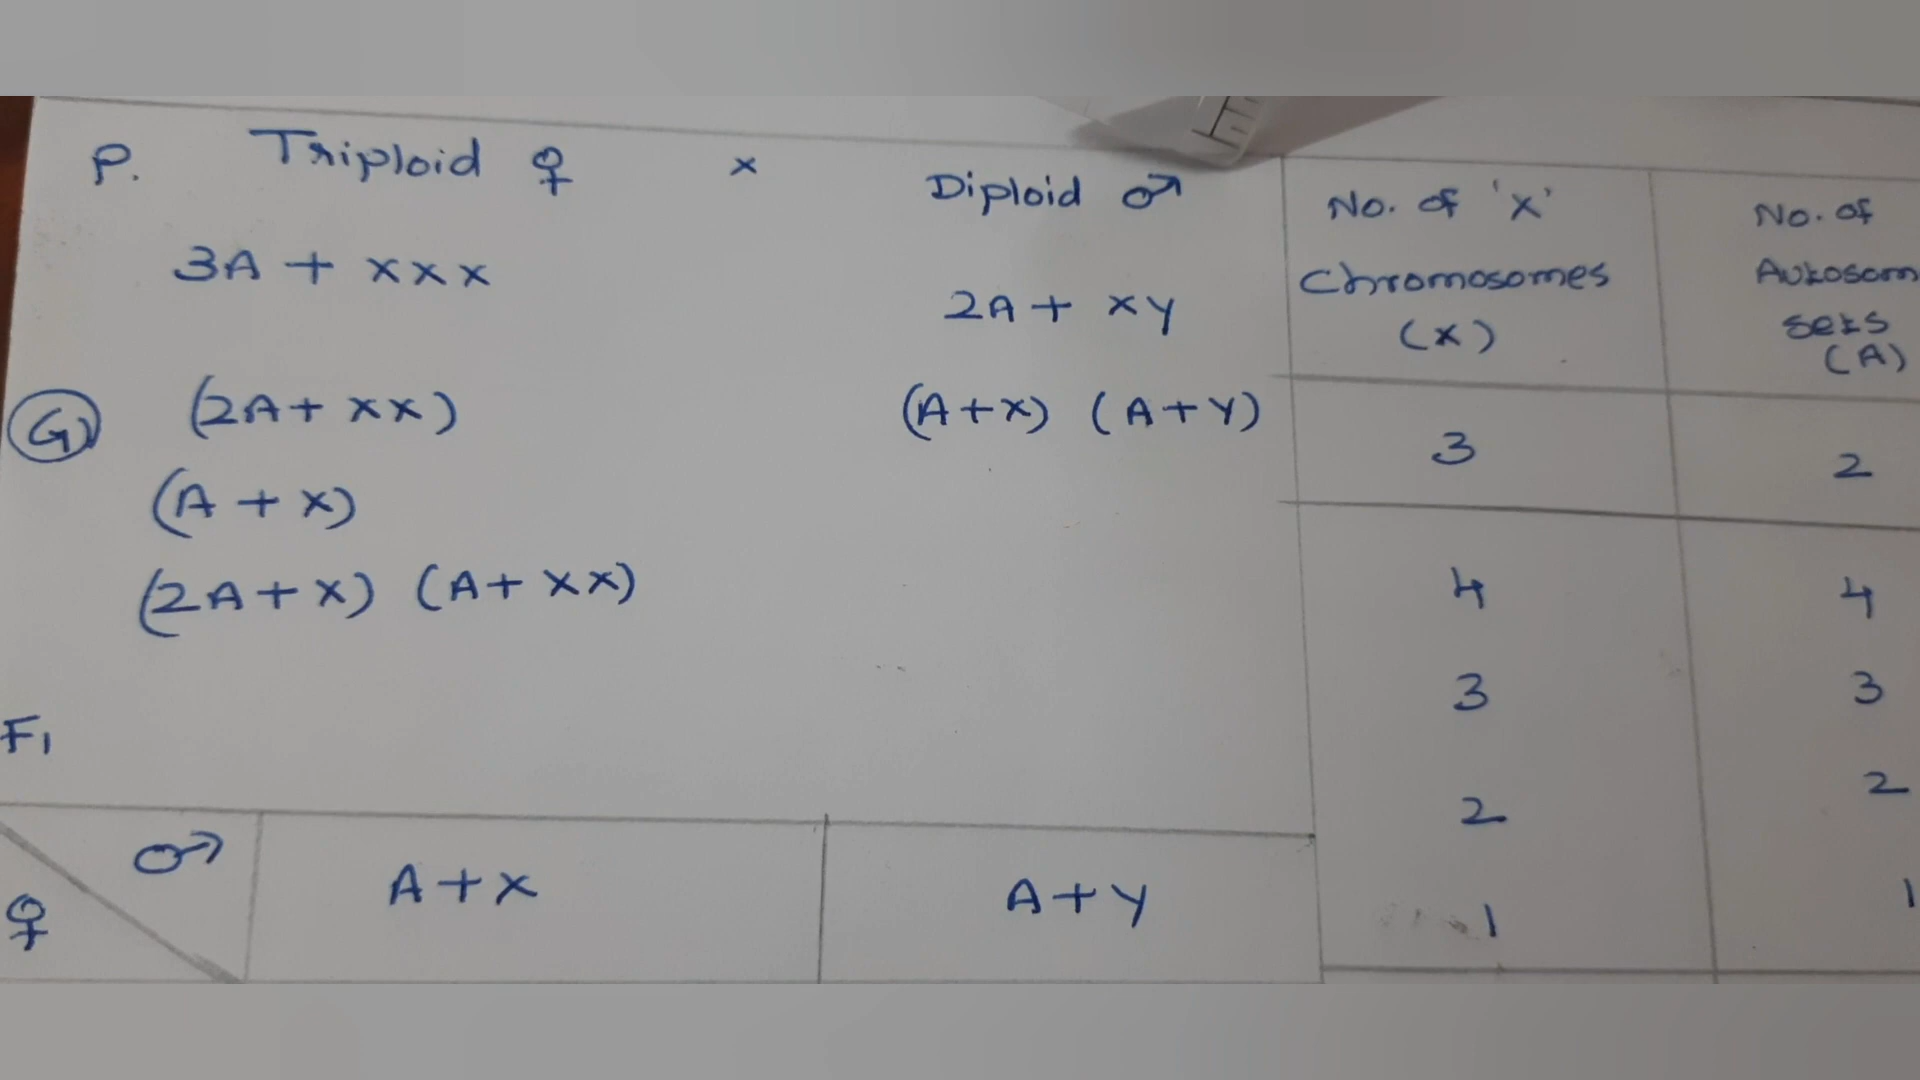 P. Triploid ♀ × Diploid ♂
3A + xxx
2A + xy
G (2A + xx) (A+x) (A+Y)
(A + x)
(2A + x) (A + xx)
F1
♂ A+x A+y
♀
No. of 'x'
Chromosomes
(x)
3
4
3
2
1
No. of
Autosom
sets
(A)
2
4
3
2
1